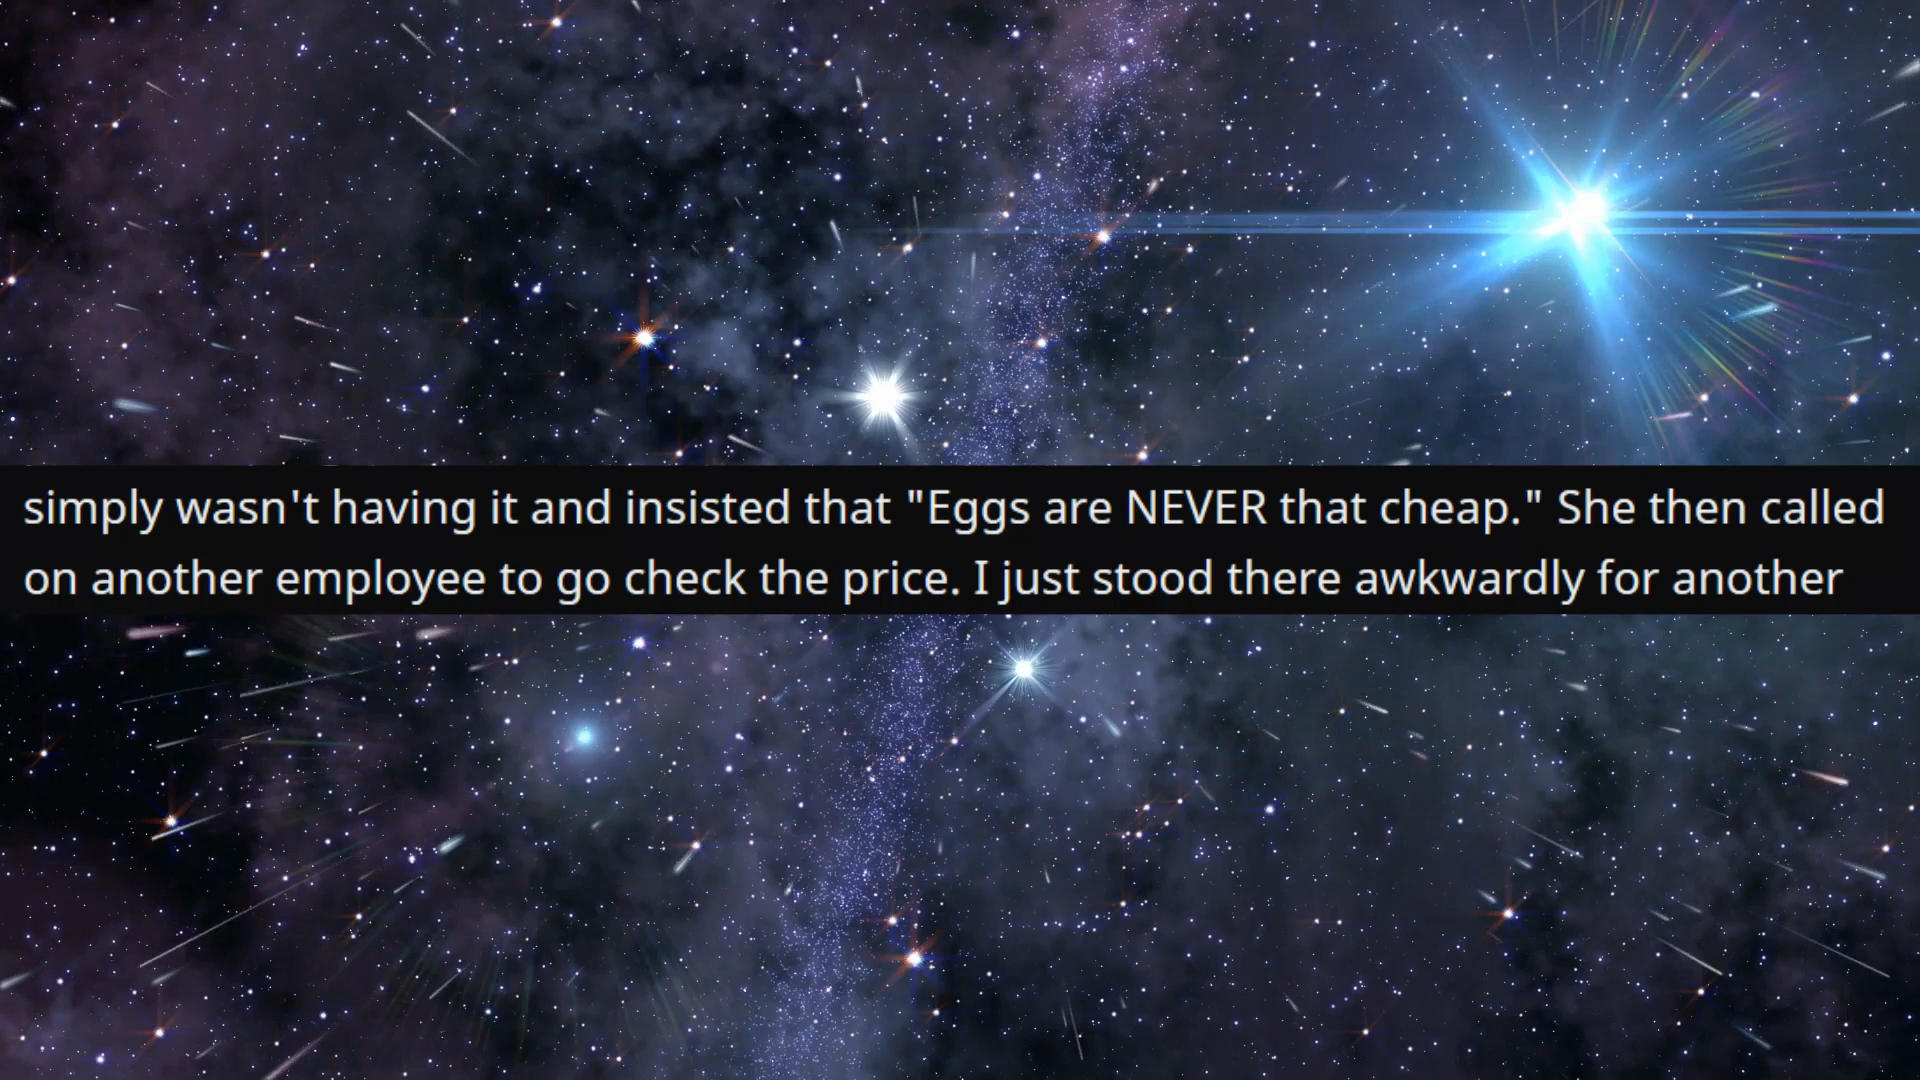 simply wasn't having it and insisted that "Eggs are NEVER that cheap." She then called
on another employee to go check the price. I just stood there awkwardly for another